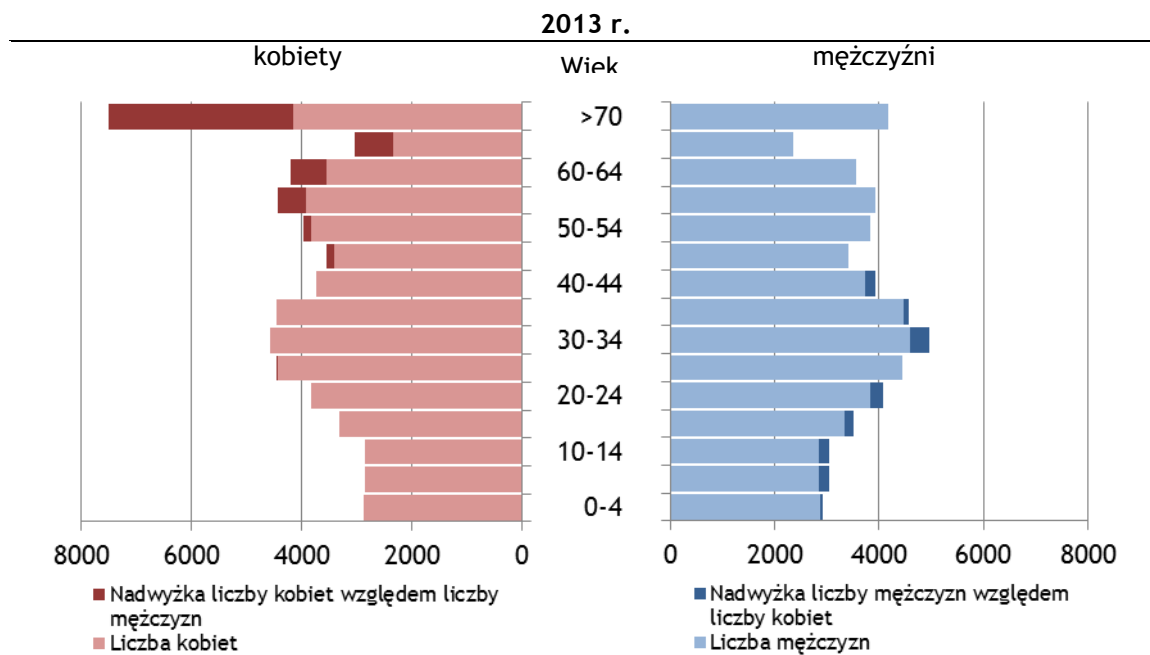 2013 r.
kobiety
Wiek
mężczyźni
>70
60-64
50-54
40-44
30-34
20-24
10-14
0-4
8000 6000 4000 2000 0
0 2000 4000 6000 8000
Nadwyżka liczby kobiet względem liczby
mężczyzn
Liczba kobiet
Nadwyżka liczby mężczyzn względem
liczby kobiet
Liczba mężczyzn